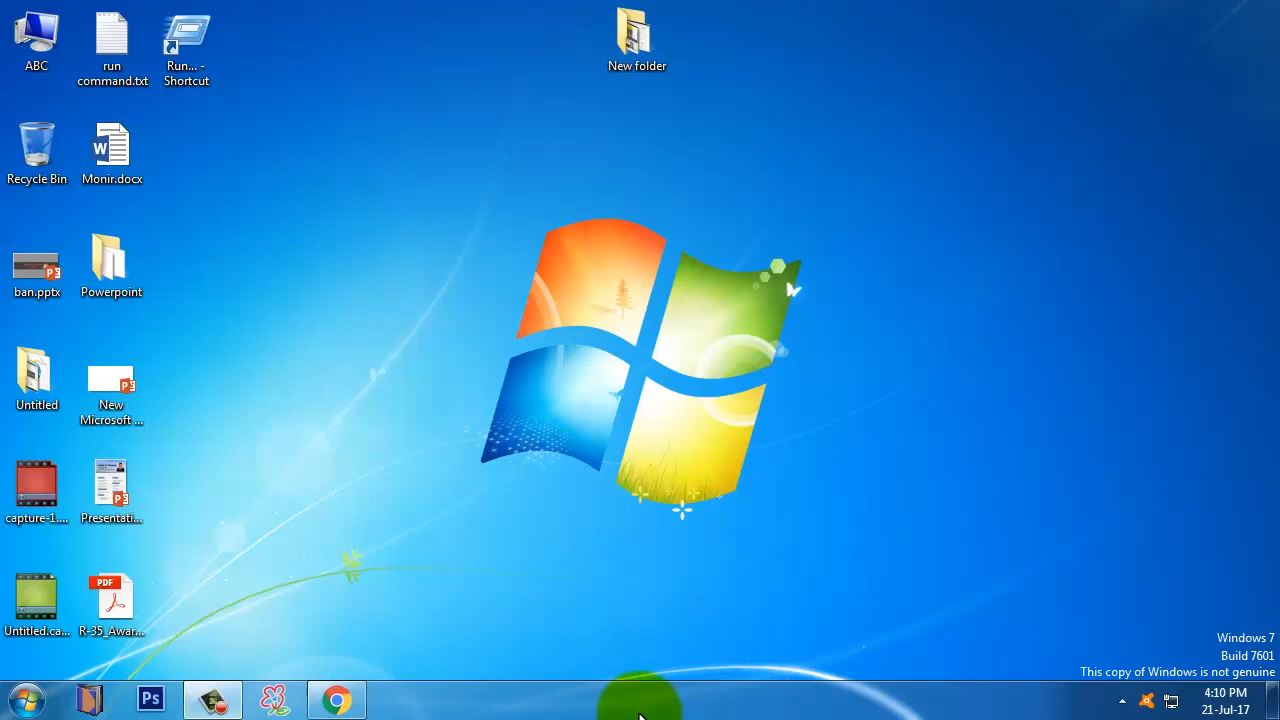 ABC
run
command.txt
Run... -
Shortcut
New folder
Recycle Bin
Monir.docx
ban.pptx
Powerpoint
Untitled
New
Microsoft ...
capture-1....
Presentati...
PDF
Untitled.ca...
R-35_Awar...
Windows 7
Build 7601
This copy of Windows is not genuine
Ps
4:10 PM
21-Jul-17